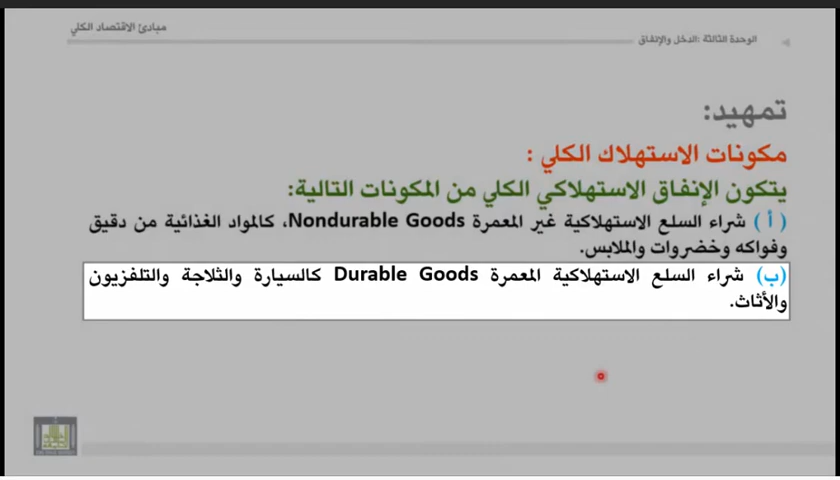 مبادئ الاقتصاد الكلي
الوحدة الثالثة :الدخل والإنفاق
تمهيد:
مكونات الاستهلاك الكلي :
يتكون الإنفاق الاستهلاكي الكلي من المكونات التالية:
( أ ) شراء السلع الاستهلاكية غير المعمرة Nondurable Goods، كالمواد الغذائية من دقيق
وفواكه وخضروات والملابس.
(ب) شراء السلع الاستهلاكية المعمرة Durable Goods كالسيارة والثلاجة والتلفزيون
والأثاث.